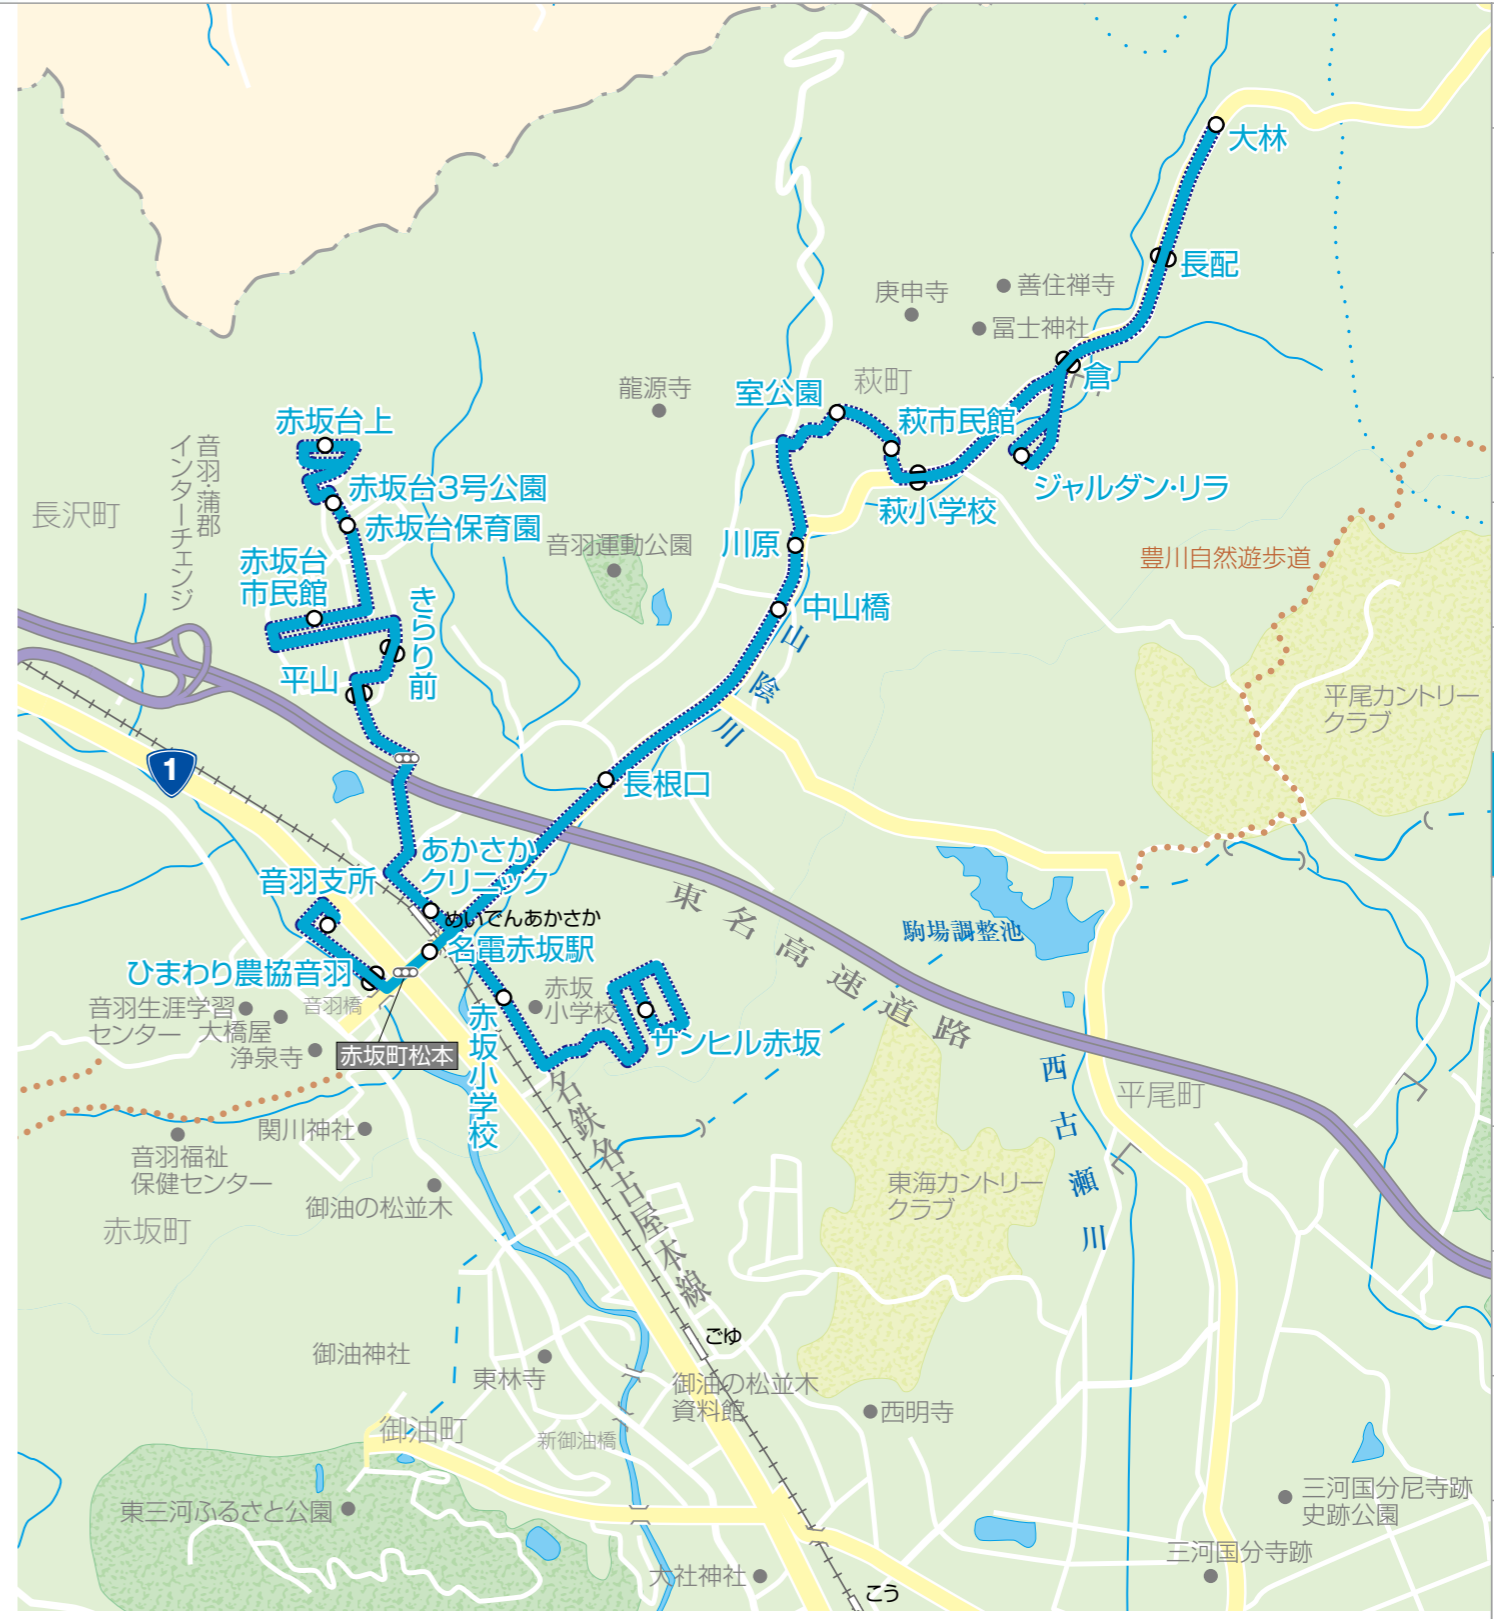 大林
長配
庚申寺
善住禅寺
冨士神社
倉
萩町
龍源寺
室公園
萩市民館
ジャルダン・リラ
萩小学校
赤坂台上
赤坂台3号公園
赤坂台保育園
音羽・蒲郡
インターチェンジ
長沢町
音羽運動公園
川原
豊川自然遊歩道
赤坂台
市民館
きらり前
中山橋
山陰川
平山
平尾カントリー
クラブ
1
長根口
あかさか
クリニック
音羽支所
めいでんあかさか
名電赤坂駅
東名高速道路
駒場調整池
ひまわり農協音羽
音羽生涯学習
センター
大橋屋
音羽橋
浄泉寺
赤坂町松本
赤坂小学校
赤坂
小学校
サンヒル赤坂
西古瀬川
平尾町
名鉄名古屋本線
関川神社
音羽福祉
保健センター
御油の松並木
赤坂町
東海カントリー
クラブ
御油神社
東林寺
ごゆ
御油の松並木
資料館
西明寺
御油町
新御油橋
東三河ふるさと公園
三河国分尼寺跡
史跡公園
三河国分寺跡
大社神社
こう